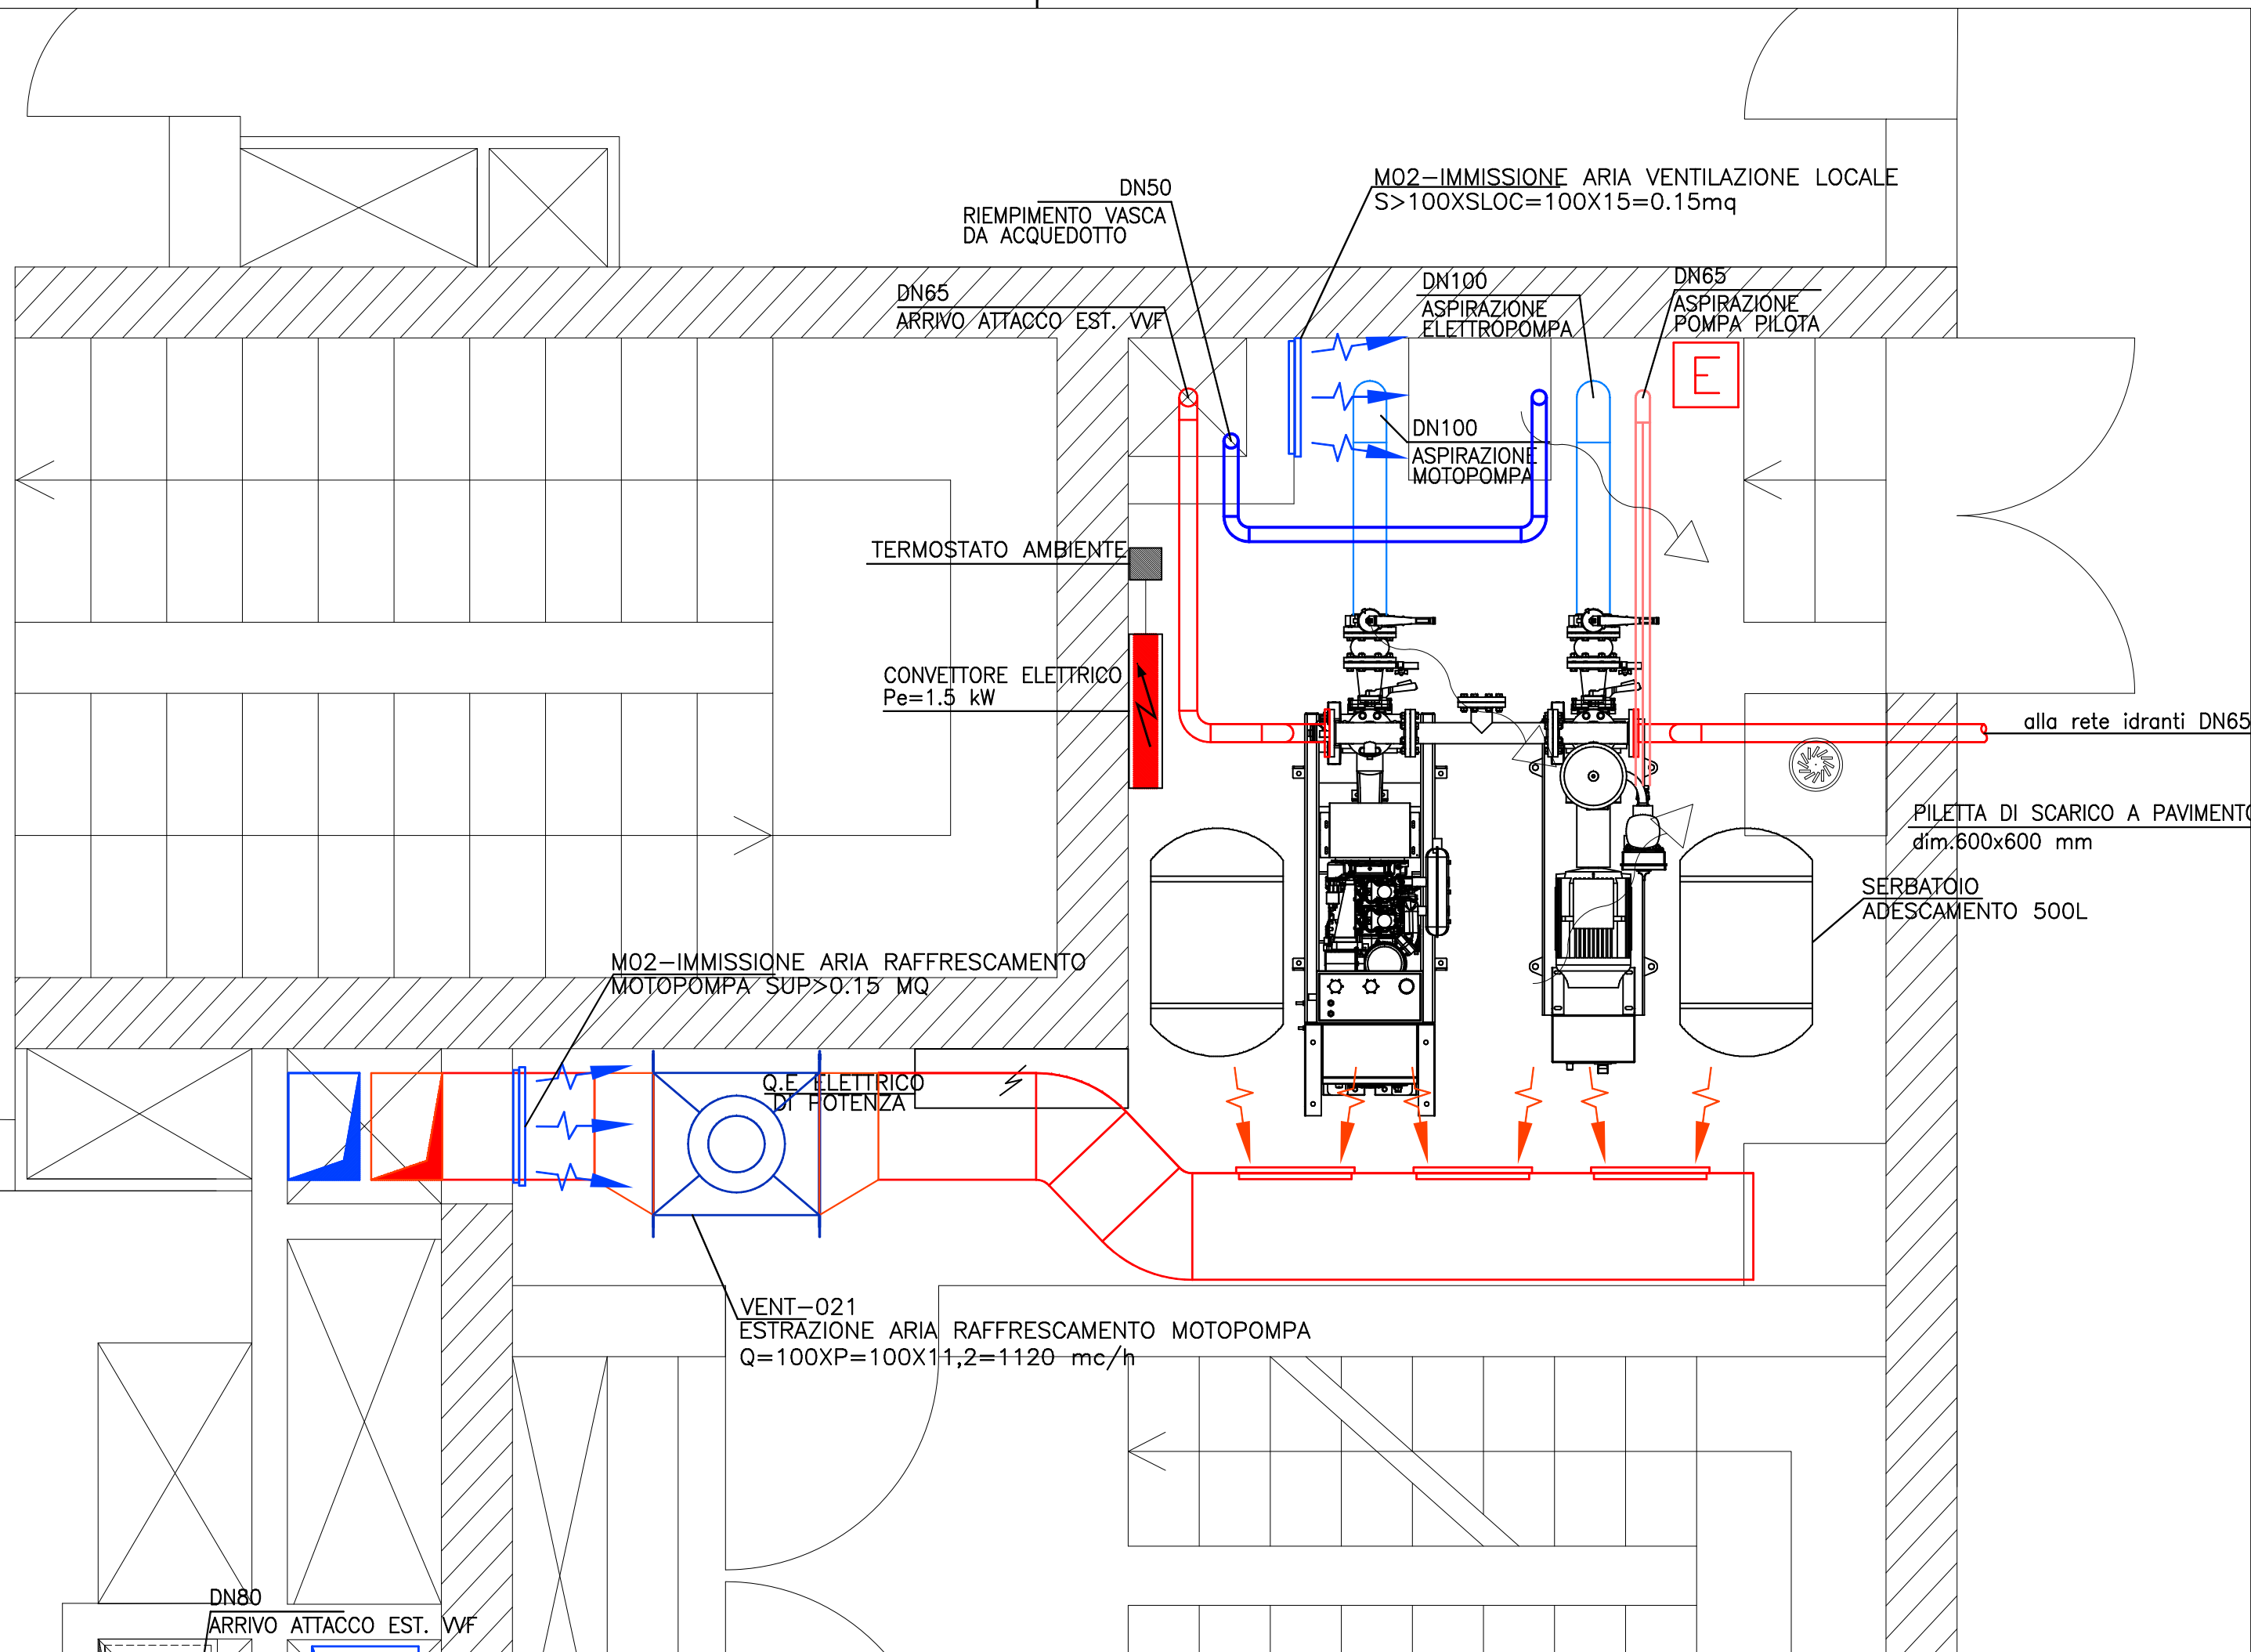 DN50
RIEMPIMENTO VASCA
DA ACQUEDOTTO
M02-IMMISSIONE ARIA VENTILAZIONE LOCALE
S>100XSLOC=100X15=0.15mq
DN65
ARRIVO ATTACCO EST. VVF
DN100
ASPIRAZIONE
ELETTROPOMPA
DN65
ASPIRAZIONE
POMPA PILOTA
E
DN100
ASPIRAZIONE
MOTOPOMPA
TERMOSTATO AMBIENTE
CONVETTORE ELETTRICO
Pe=1.5 kW
alla rete idranti DN65
PILETTA DI SCARICO A PAVIMENTO
dim.600x600 mm
SERBATOIO
ADESCAMENTO 500L
M02-IMMISSIONE ARIA RAFFRESCAMENTO
MOTOPOMPA SUP>0.15 MQ
Q.E ELETTRICO
DI POTENZA
VENT-021
ESTRAZIONE ARIA RAFFRESCAMENTO MOTOPOMPA
Q=100XP=100X11,2=1120 mc/h
DN80
ARRIVO ATTACCO EST. VVF